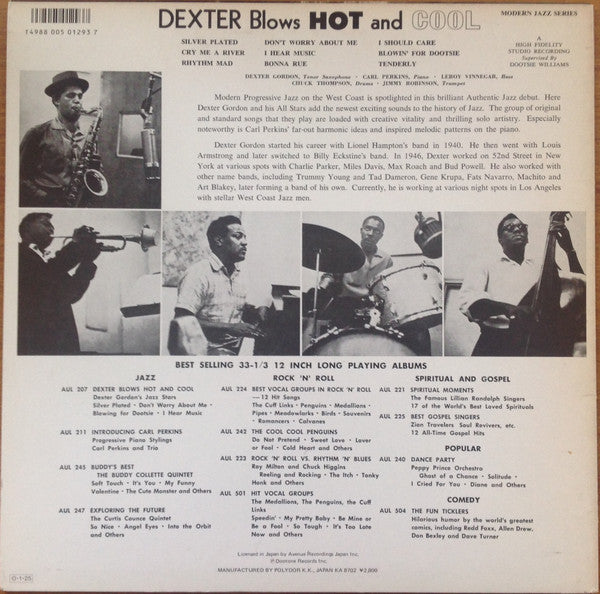 DEXTER Blows HOT and COOL
MODERN JAZZ SERIES
T4988 005 01293 7
SILVER PLATED
DON'T WORRY ABOUT ME
I SHOULD CARE
CRY ME A RIVER
I HEAR MUSIC
BLOWIN' FOR DOOTSIE
RHYTHM MAD
BONNA RUE
TENDERLY
A
HIGH FIDELITY
STUDIO RECORDING
Supervised By
DOOTSIE WILLIAMS
DEXTER GORDON, Tenor Saxophone • CARL PERKINS, Piano • LEROY VINNEGAR, Bass
CHUCK THOMPSON, Drums • JIMMY ROBINSON, Trumpet
Modern Progressive Jazz on the West Coast is spotlighted in this brilliant Authentic Jazz debut. Here
Dexter Gordon and his All Stars add the newest exciting sounds to the history of Jazz. The group of original
and standard songs that they play are loaded with creative vitality and thrilling solo artistry. Especially
noteworthy is Carl Perkins' far-out harmonic ideas and inspired melodic patterns on the piano.
Dexter Gordon started his career with Lionel Hampton's band in 1940. He then went with Louis
Armstrong and later switched to Billy Eckstine's band. In 1946, Dexter worked on 52nd Street in New
York at various spots with Charlie Parker, Miles Davis, Max Roach and Bud Powell. He also worked with
other name bands, including Trummy Young and Tad Dameron, Gene Krupa, Fats Navarro, Machito and
Art Blakey, later forming a band of his own. Currently, he is working at various night spots in Los Angeles
with stellar West Coast Jazz men.
BEST SELLING 33-1/3 12 INCH LONG PLAYING ALBUMS
JAZZ
AUL 207 DEXTER BLOWS HOT AND COOL
Dexter Gordon's Jazz Stars
Silver Plated • Don't Worry About Me •
Blowing for Dootsie • I Hear Music
AUL 211 INTRODUCING CARL PERKINS
Progressive Piano Stylings
Carl Perkins and Trio
AUL 245 BUDDY'S BEST
THE BUDDY COLLETTE QUINTET
Soft Touch • It's You • My Funny
Valentine • The Cute Monster and Others
AUL 247 EXPLORING THE FUTURE
The Curtis Counce Quintet
So Nice • Angel Eyes • Into the Orbit
and Others
ROCK 'N' ROLL
AUL 224 BEST VOCAL GROUPS IN ROCK 'N' ROLL
—12 Hit Songs
The Cuff Links • Penguins • Medallions •
Pipes • Meadowlarks • Birds • Souvenirs
• Romancers • Calvanes
AUL 242 THE COOL COOL PENGUINS
Do Not Pretend • Sweet Love • Lover
or Fool • Cold Heart and Others
AUL 223 ROCK 'N' ROLL VS. RHYTHM 'N' BLUES
Roy Milton and Chuck Higgins
Reeling and Rocking • The Itch • Tonky
Honk and Others
AUL 501 HIT VOCAL GROUPS
The Medallions, The Penguins, the Cuff
Links
Speedin' • My Pretty Baby • Be Mine or
Be a Fool • So Tough • It's Too Late
Now and Others
SPIRITUAL AND GOSPEL
AUL 221 SPIRITUAL MOMENTS
The Famous Lillian Randolph Singers
17 of the World's Best Loved Spirituals
AUL 225 BEST GOSPEL SINGERS
Zion Travelers Soul Revivers, etc.
12 All-Time Gospel Hits
POPULAR
AUL 240 DANCE PARTY
Peppy Prince Orchestra
Ghost of a Chance • Solitude •
I Cried For You • Diane and Others
COMEDY
AUL 504 THE FUN TICKLERS
Hilarious humor by the world's greatest
comics, including Redd Foxx, Allen Drew,
Don Bexley and Dave Turner
Licensed in Japan by Avenue Recordings Japan Inc.
℗ Dootone Records Inc.
MANUFACTURED BY POLYDOR K.K., JAPAN KA 8702 ¥2,800
O-1-25